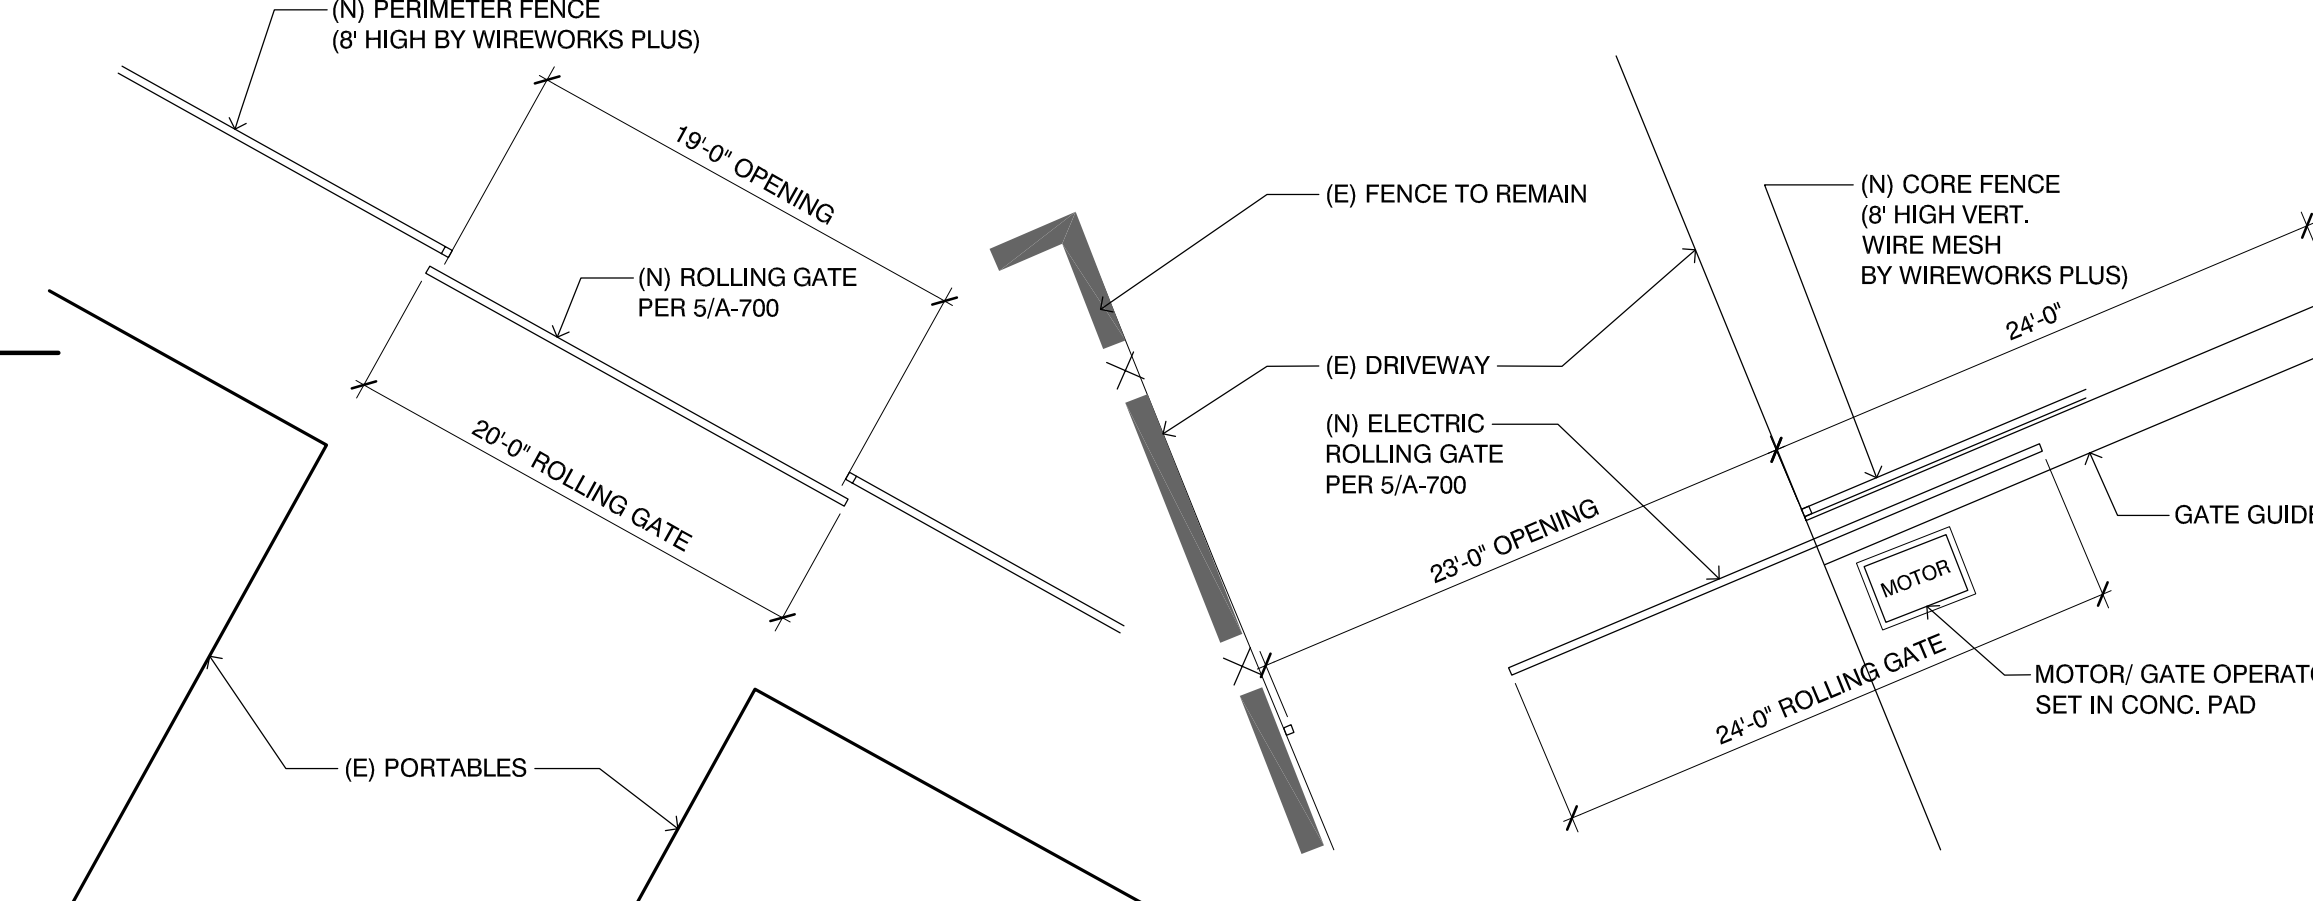 (N) PERIMETER FENCE
(8' HIGH BY WIREWORKS PLUS)
19'-0" OPENING
(N) ROLLING GATE
PER 5/A-700
20'-0" ROLLING GATE
(E) PORTABLES
(E) FENCE TO REMAIN
(E) DRIVEWAY
(N) ELECTRIC
ROLLING GATE
PER 5/A-700
23'-0" OPENING
(N) CORE FENCE
(8' HIGH VERT.
WIRE MESH
BY WIREWORKS PLUS)
24'-0"
GATE GUIDE
MOTOR
24'-0" ROLLING GATE
MOTOR/ GATE
SET IN CONC. PAD